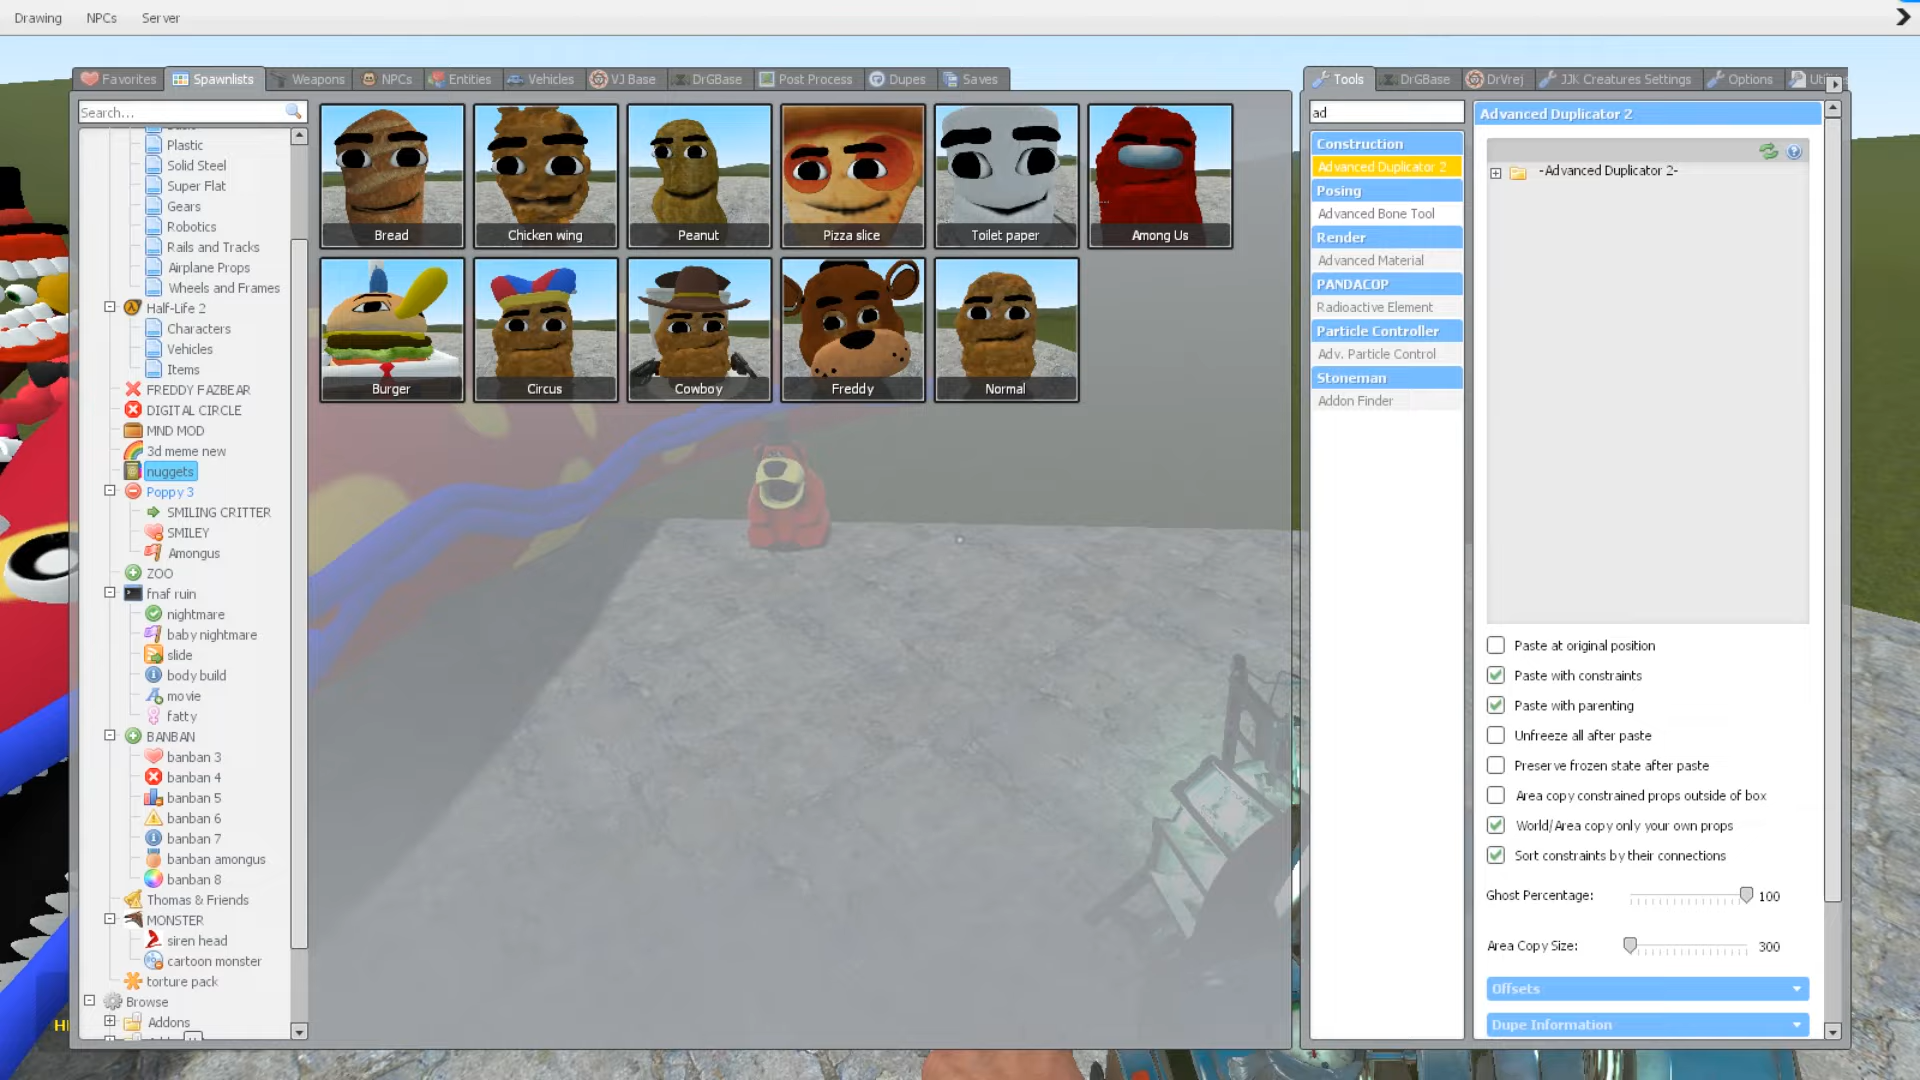 Drawing NPCs Server
Favorites Spawnlists Weapons NPCs Entities Vehicles VJ Base DrGBase Post Process Dupes Saves
Search...
Plastic
Solid Steel
Super Flat
Gears
Robotics
Rails and Tracks
Airplane Props
Wheels and Frames
Half-Life 2
Characters
Vehicles
Items
FREDDY FAZBEAR
DIGITAL CIRCLE
MND MOD
3d meme new
nuggets
Poppy 3
SMILING CRITTER
SMILEY
Amongus
ZOO
fnaf ruin
nightmare
baby nightmare
slide
body build
movie
fatty
BANBAN
banban 3
banban 4
banban 5
banban 6
banban 7
banban amongus
banban 8
Thomas & Friends
MONSTER
siren head
cartoon monster
torture pack
Browse
Addons
Bread Chicken wing Peanut Pizza slice Toilet paper Among Us
Burger Circus Cowboy Freddy Normal
Tools DrGBase DrVrej JJK Creatures Settings Options
ad
Construction
Advanced Duplicator 2
Posing
Advanced Bone Tool
Render
Advanced Material
PANDACOP
Radioactive Element
Particle Controller
Adv. Particle Control
Stoneman
Addon Finder
Advanced Duplicator 2
-Advanced Duplicator 2-
Paste at original position
Paste with constraints
Paste with parenting
Unfreeze all after paste
Preserve frozen state after paste
Area copy constrained props outside of box
World/Area copy only your own props
Sort constraints by their connections
Ghost Percentage: 100
Area Copy Size: 300
Offsets
Dupe Information